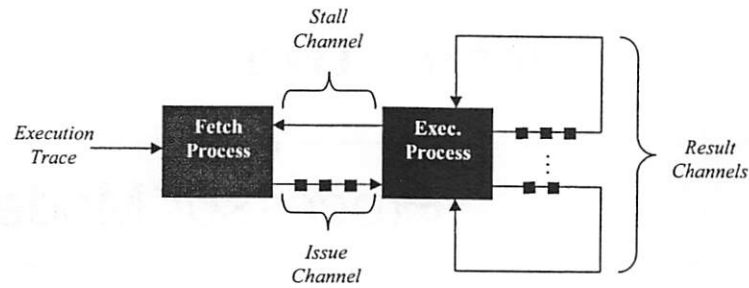 Stall
Channel
Fetch
Process
Exec.
Process
Execution
Trace
Result
Channels
Issue
Channel